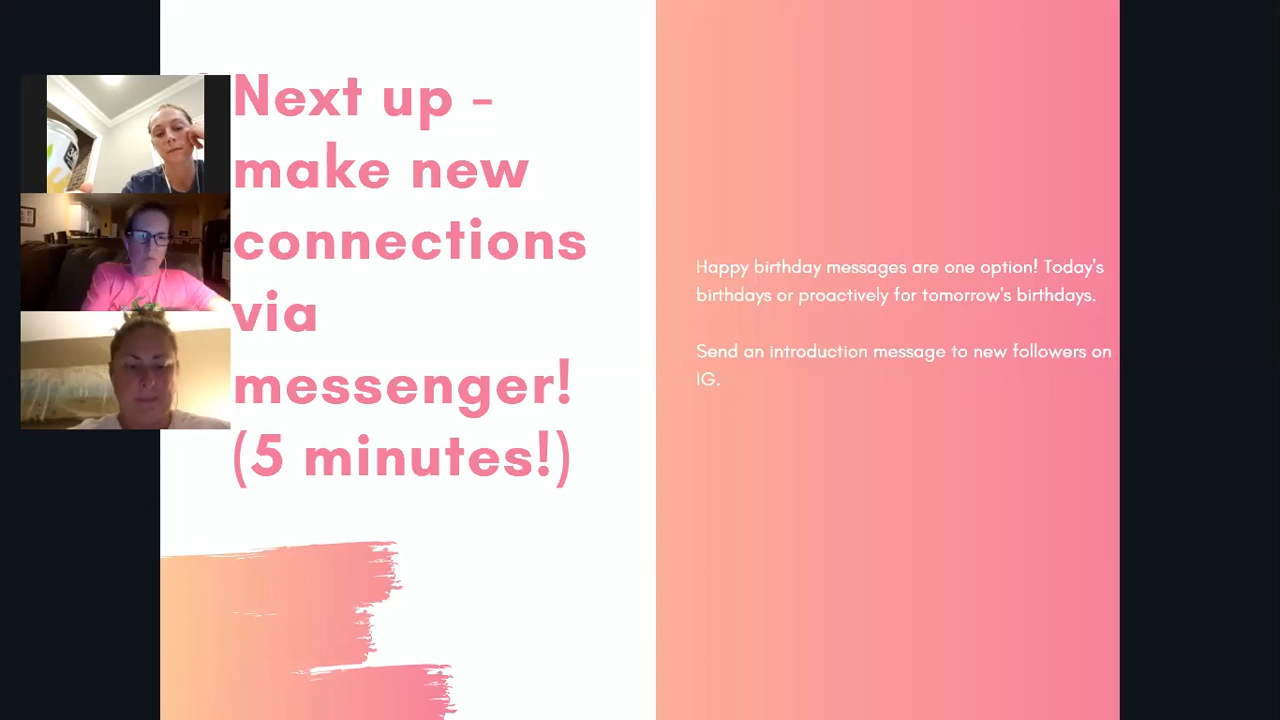 Next up -
make new
connections
via
messenger!
(5 minutes!)
Happy birthday messages are one option! Today's
birthdays or proactively for tomorrow's birthdays.
Send an introduction message to new followers on
IG.